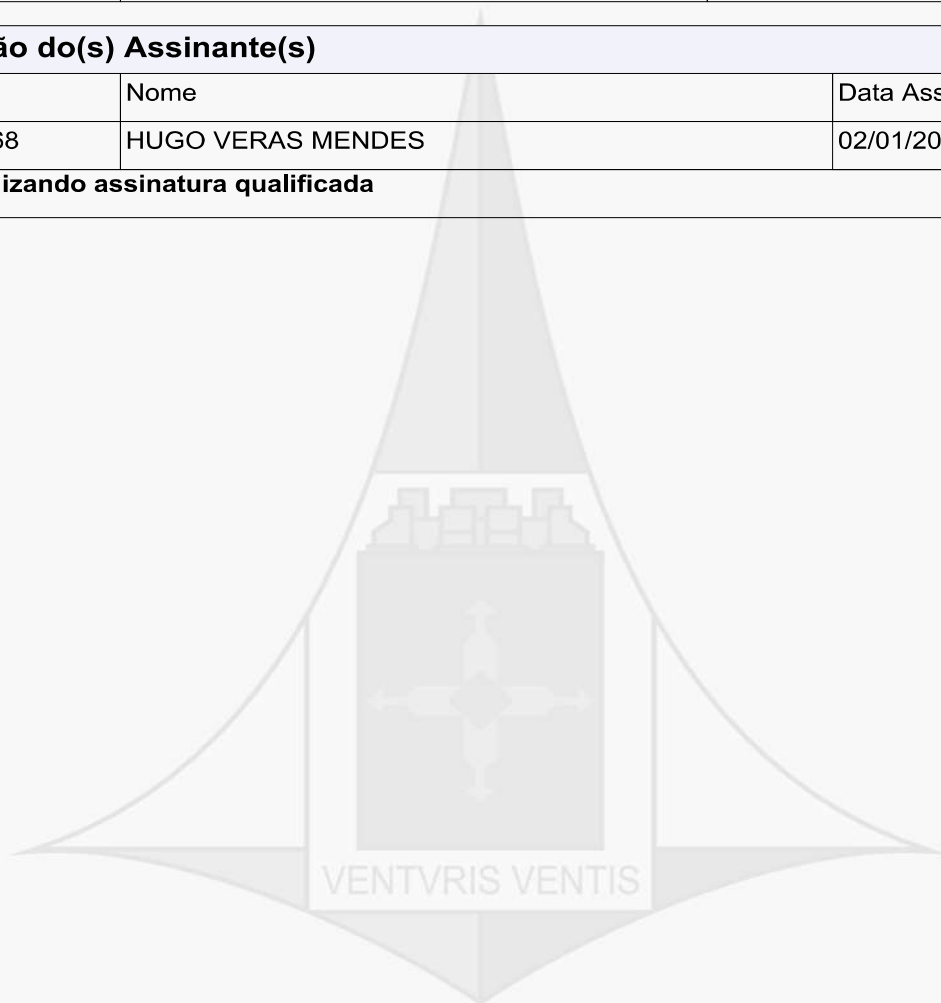 ão do(s) Assinante(s)
Nome Data Ass
68 HUGO VERAS MENDES 02/01/20
izando assinatura qualificada
VENTVRIS VENTIS